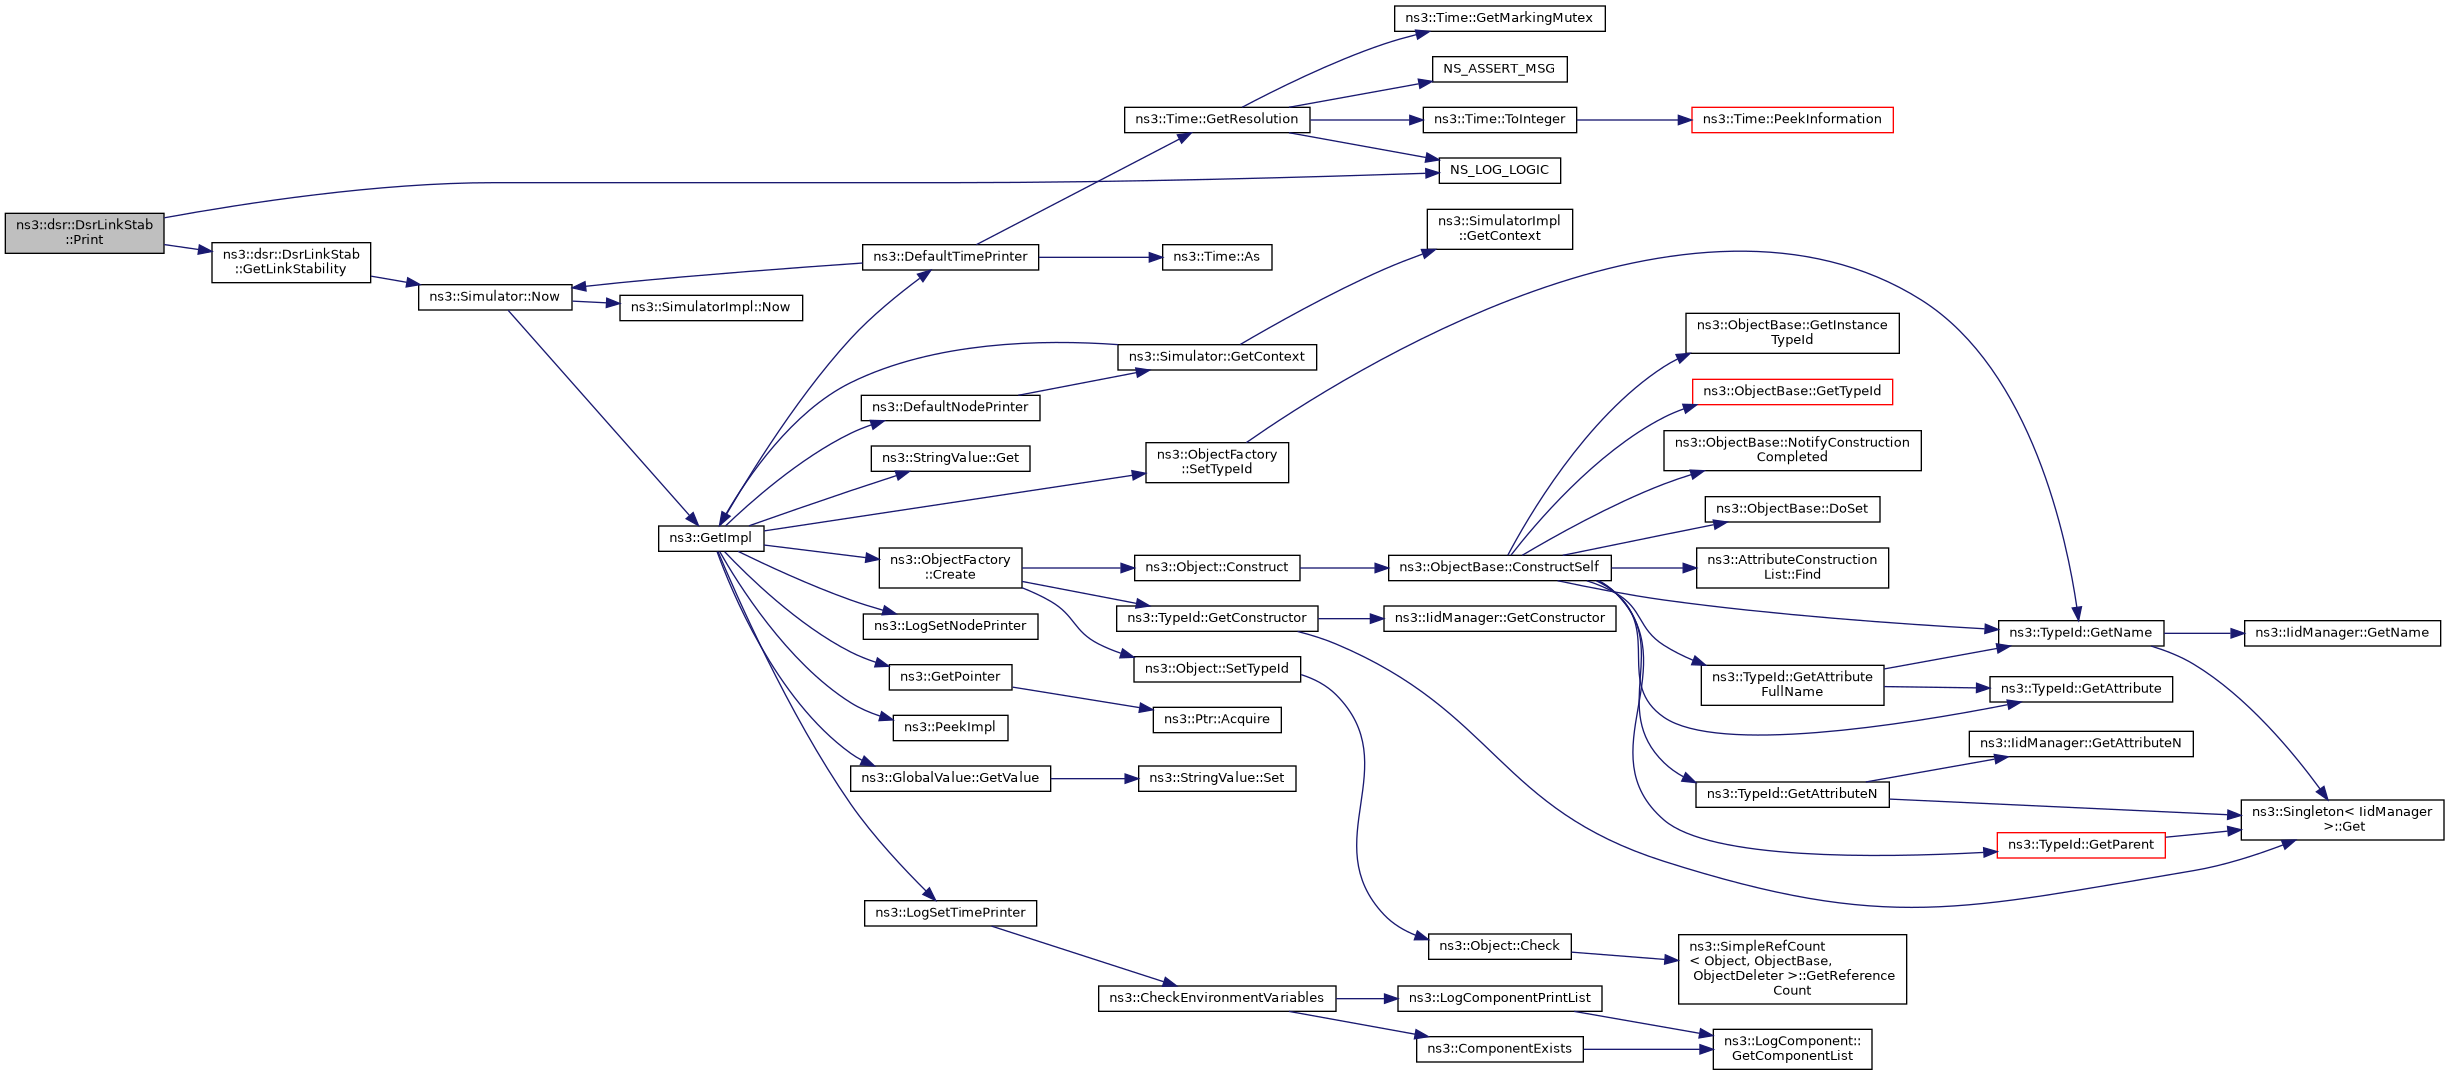 ns3::dsr::DsrLinkStab
::Print
ns3::dsr::DsrLinkStab
::GetLinkStability
ns3::Simulator::Now
ns3::SimulatorImpl::Now
ns3::GetImpl
ns3::DefaultTimePrinter
ns3::Time::GetResolution
ns3::Time::GetMarkingMutex
NS_ASSERT_MSG
ns3::Time::ToInteger
ns3::Time::PeekInformation
NS_LOG_LOGIC
ns3::Time::As
ns3::SimulatorImpl
::GetContext
ns3::Simulator::GetContext
ns3::DefaultNodePrinter
ns3::StringValue::Get
ns3::ObjectFactory
::SetTypeId
ns3::ObjectFactory
::Create
ns3::Object::Construct
ns3::ObjectBase::ConstructSelf
ns3::ObjectBase::GetInstance
TypeId
ns3::ObjectBase::GetTypeId
ns3::ObjectBase::NotifyConstruction
Completed
ns3::ObjectBase::DoSet
ns3::AttributeConstruction
List::Find
ns3::TypeId::GetConstructor
ns3::IidManager::GetConstructor
ns3::TypeId::GetName
ns3::IidManager::GetName
ns3::LogSetNodePrinter
ns3::Object::SetTypeId
ns3::TypeId::GetAttribute
FullName
ns3::TypeId::GetAttribute
ns3::GetPointer
ns3::Ptr::Acquire
ns3::PeekImpl
ns3::IidManager::GetAttributeN
ns3::GlobalValue::GetValue
ns3::StringValue::Set
ns3::TypeId::GetAttributeN
ns3::Singleton< IidManager
>::Get
ns3::TypeId::GetParent
ns3::LogSetTimePrinter
ns3::Object::Check
ns3::SimpleRefCount
< Object, ObjectBase,
ObjectDeleter >::GetReference
Count
ns3::CheckEnvironmentVariables
ns3::LogComponentPrintList
ns3::ComponentExists
ns3::LogComponent::
GetComponentList